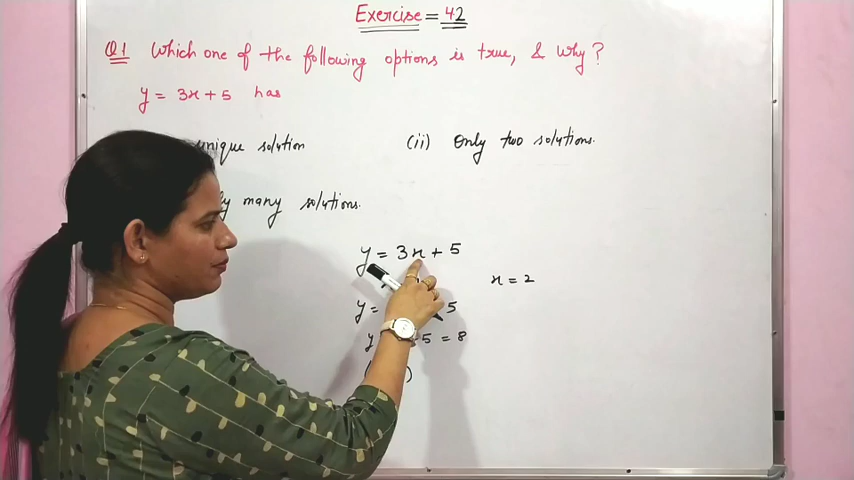 Exercise = 42
Q1 Which one of the following options is true, & Why?
y = 3x + 5 has
unique solution (ii) Only two solutions.
many solutions.
y = 3x + 5
x = 2
y = 5
y 5 = 8
( )